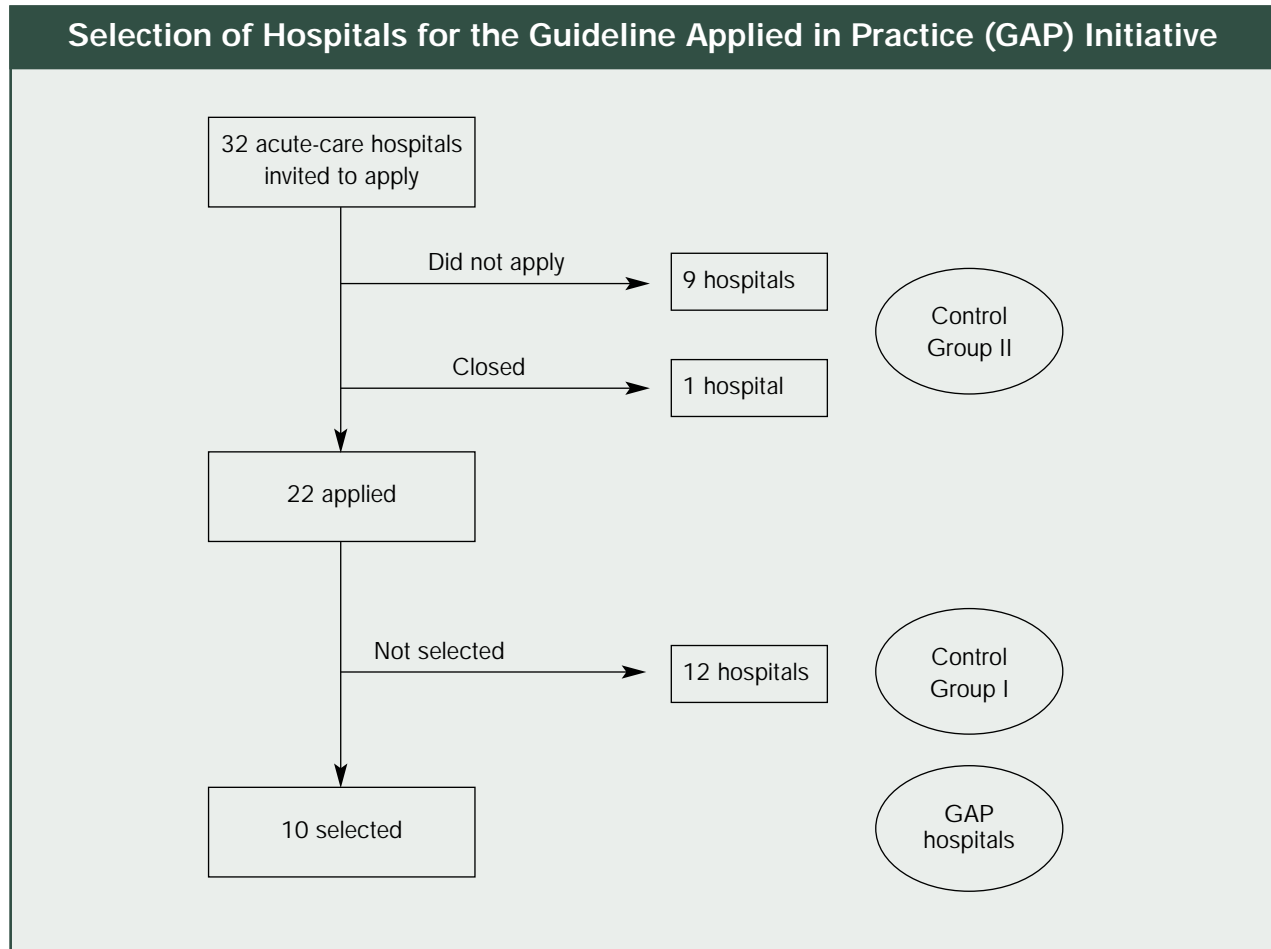 Selection of Hospitals for the Guideline Applied in Practice (GAP) Initiative
32 acute-care hospitals
invited to apply
Did not apply
9 hospitals
Control
Group II
Closed
1 hospital
22 applied
Not selected
12 hospitals
Control
Group I
10 selected
GAP
hospitals